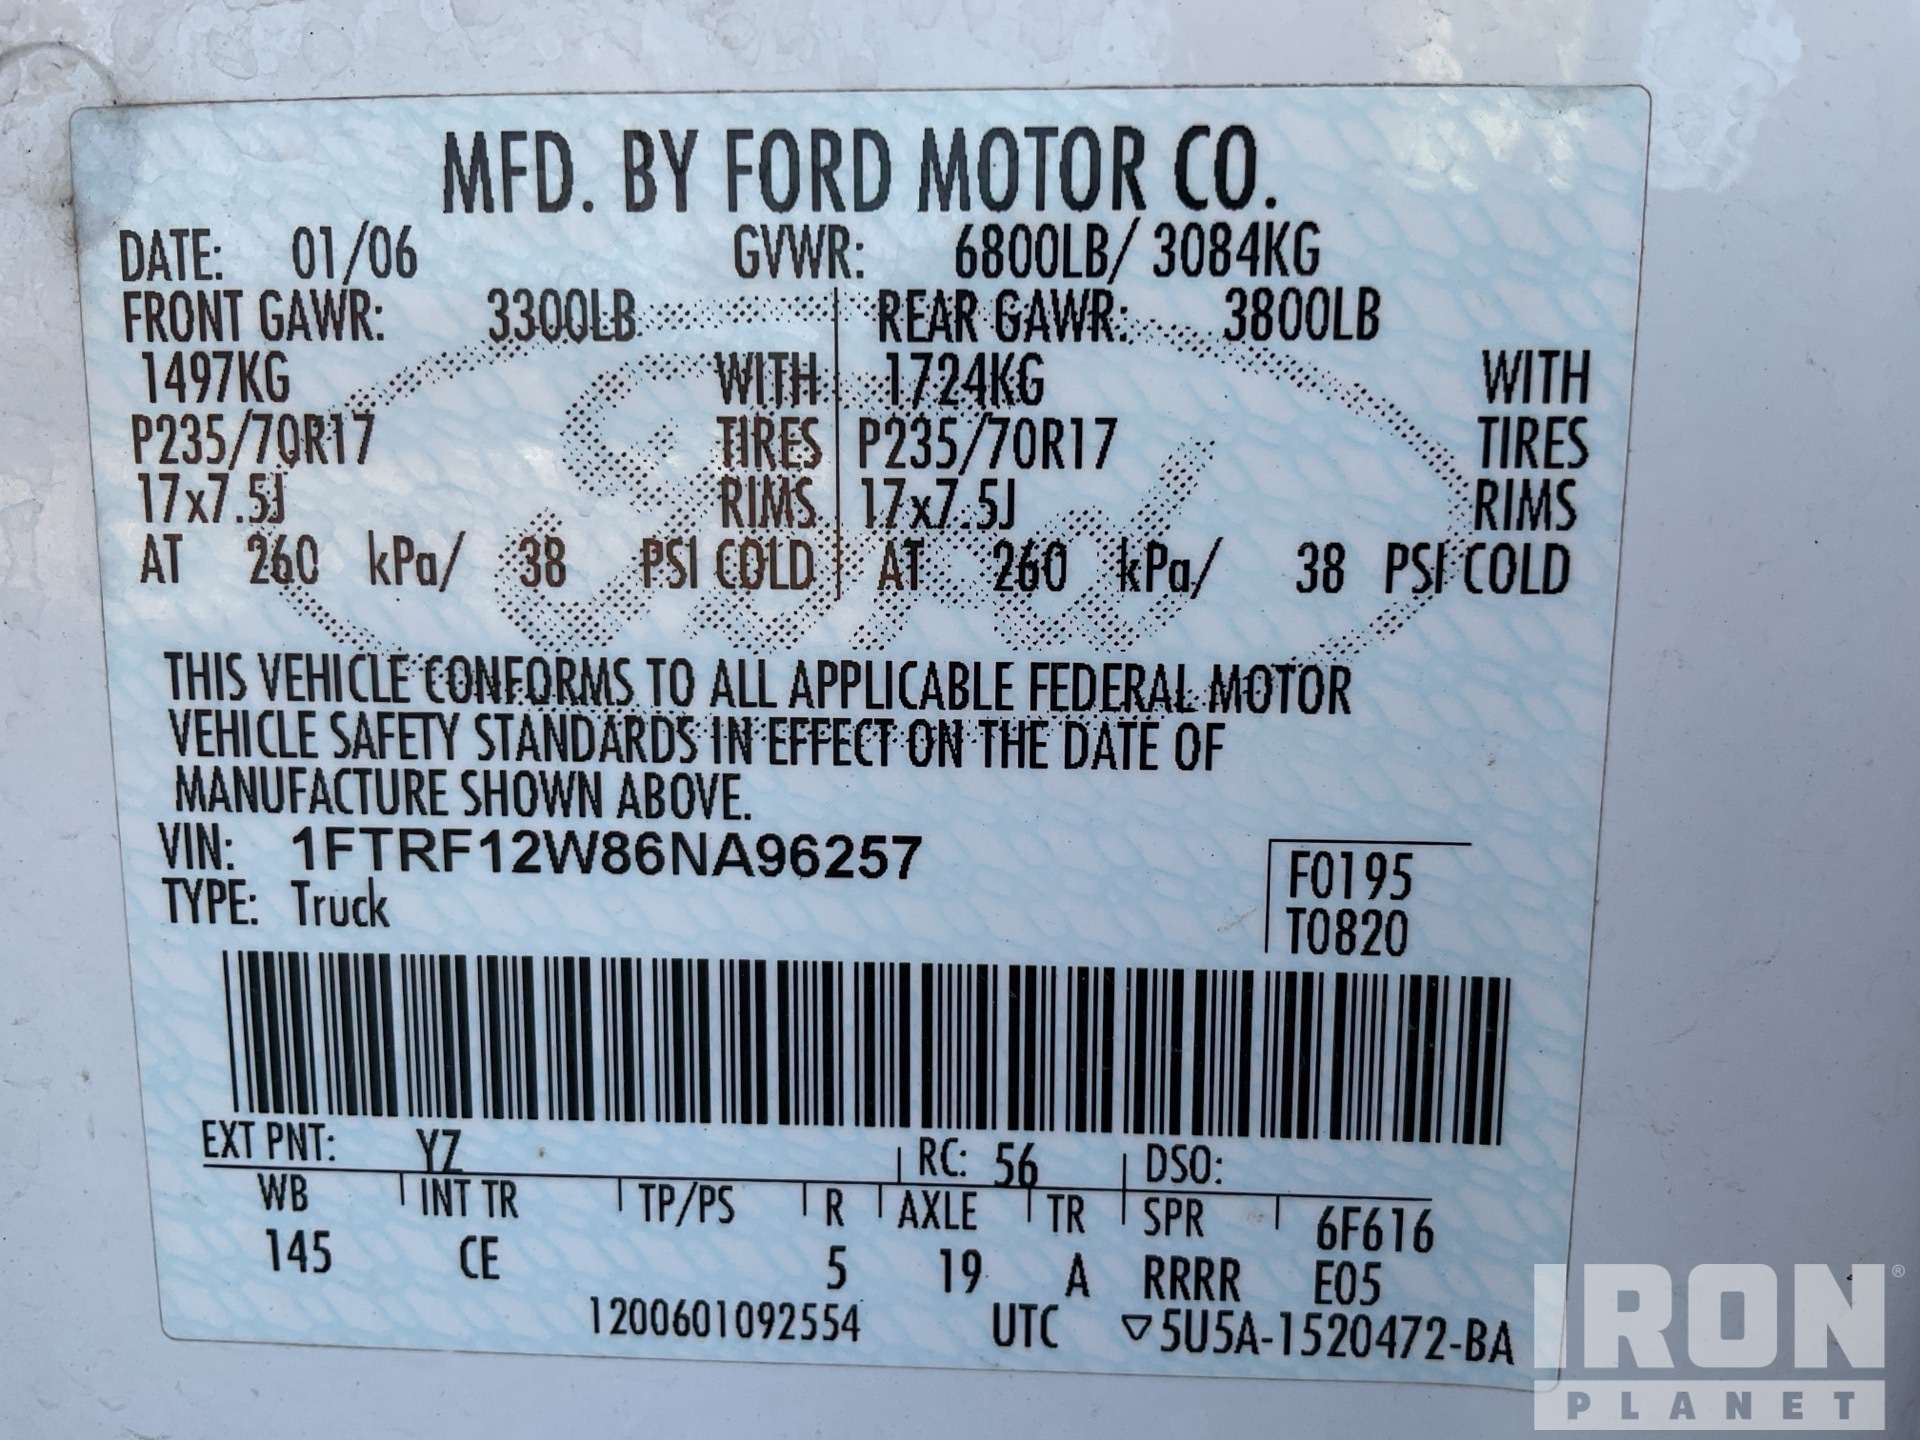 MFD. BY FORD MOTOR CO.
DATE: 01/06 GVWR: 6800LB/ 3084KG
FRONT GAWR: 3300LB REAR GAWR: 3800LB
1497KG WITH 1724KG WITH
P235/70R17 TIRES P235/70R17 TIRES
17x7.5J RIMS 17x7.5J RIMS
AT 260 kPa/ 38 PSI COLD AT 260 kPa/ 38 PSI COLD
THIS VEHICLE CONFORMS TO ALL APPLICABLE FEDERAL MOTOR
VEHICLE SAFETY STANDARDS IN EFFECT ON THE DATE OF
MANUFACTURE SHOWN ABOVE.
VIN: 1FTRF12W86NA96257
TYPE: Truck
F0195
T0820
EXT PNT: YZ RC: 56 DSO:
WB INT TR TP/PS R AXLE TR SPR 6F616
145 CE 5 19 A RRRR E05
1200601092554 UTC ▽5U5A-1520472-BA
Ford
IRON®
PLANET